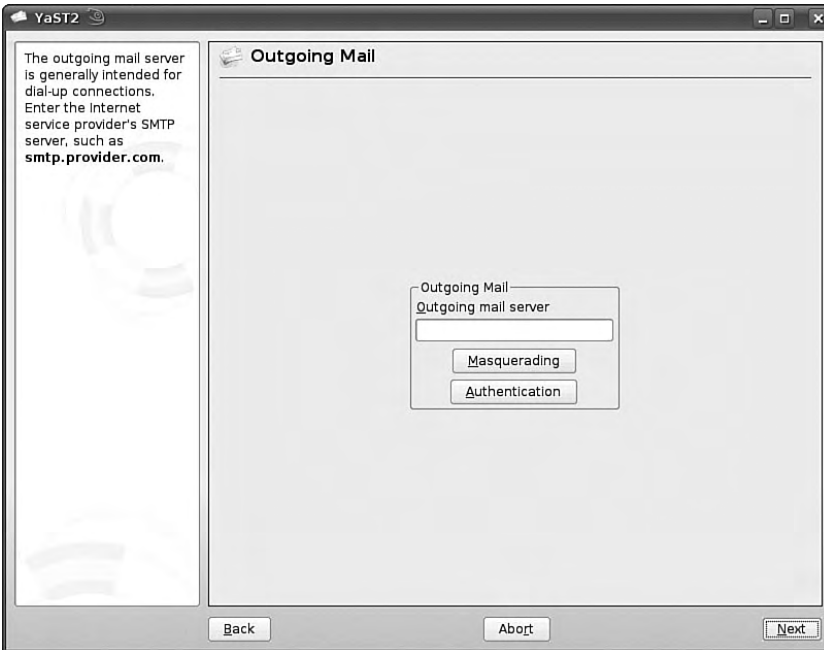 YaST2
The outgoing mail server
is generally intended for
dial-up connections.
Enter the Internet
service provider's SMTP
server, such as
smtp.provider.com.
Outgoing Mail
Outgoing Mail
Outgoing mail server
Masquerading
Authentication
Back
Abort
Next